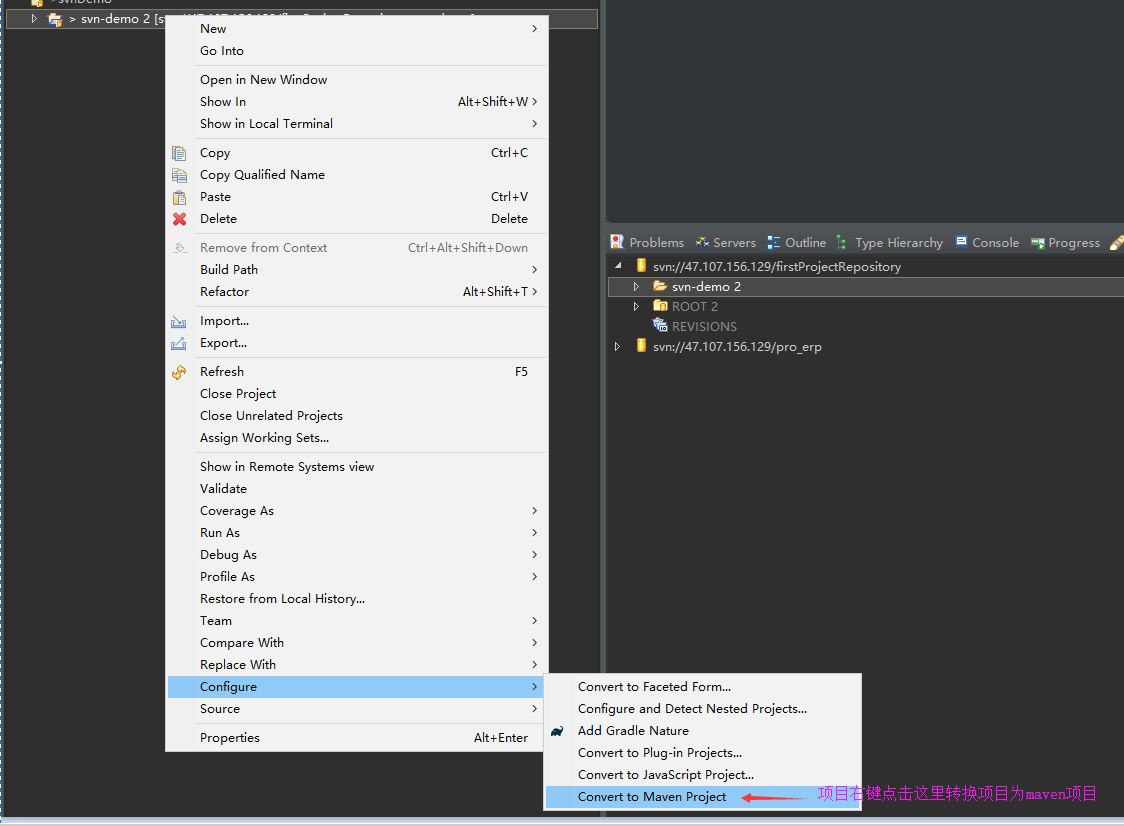 svnDemo
> svn-demo 2
New
Go Into
Open in New Window
Show In Alt+Shift+W
Show in Local Terminal
Copy Ctrl+C
Copy Qualified Name
Paste Ctrl+V
Delete Delete
Remove from Context Ctrl+Alt+Shift+Down
Build Path
Refactor Alt+Shift+T
Import...
Export...
Refresh F5
Close Project
Close Unrelated Projects
Assign Working Sets...
Show in Remote Systems view
Validate
Coverage As
Run As
Debug As
Profile As
Restore from Local History...
Team
Compare With
Replace With
Configure
Source
Properties Alt+Enter
Convert to Faceted Form...
Configure and Detect Nested Projects...
Add Gradle Nature
Convert to Plug-in Projects...
Convert to JavaScript Project...
Convert to Maven Project
项目右键点击这里转换项目为maven项目
Problems Servers Outline Type Hierarchy Console Progress
svn://47.107.156.129/firstProjectRepository
svn-demo 2
ROOT 2
REVISIONS
svn://47.107.156.129/pro_erp